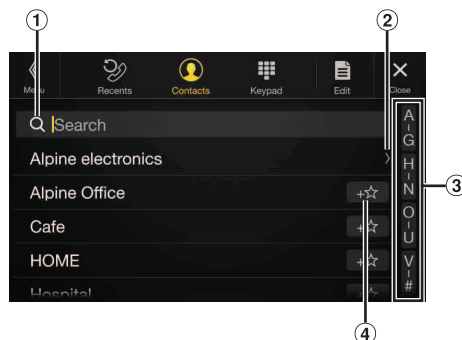 ① ②
Menu Recents Contacts Keypad Edit Close
Search
Alpine electronics
Alpine Office
Cafe
HOME
Hospital
A-G
H-N
O-U
V-#
③
④